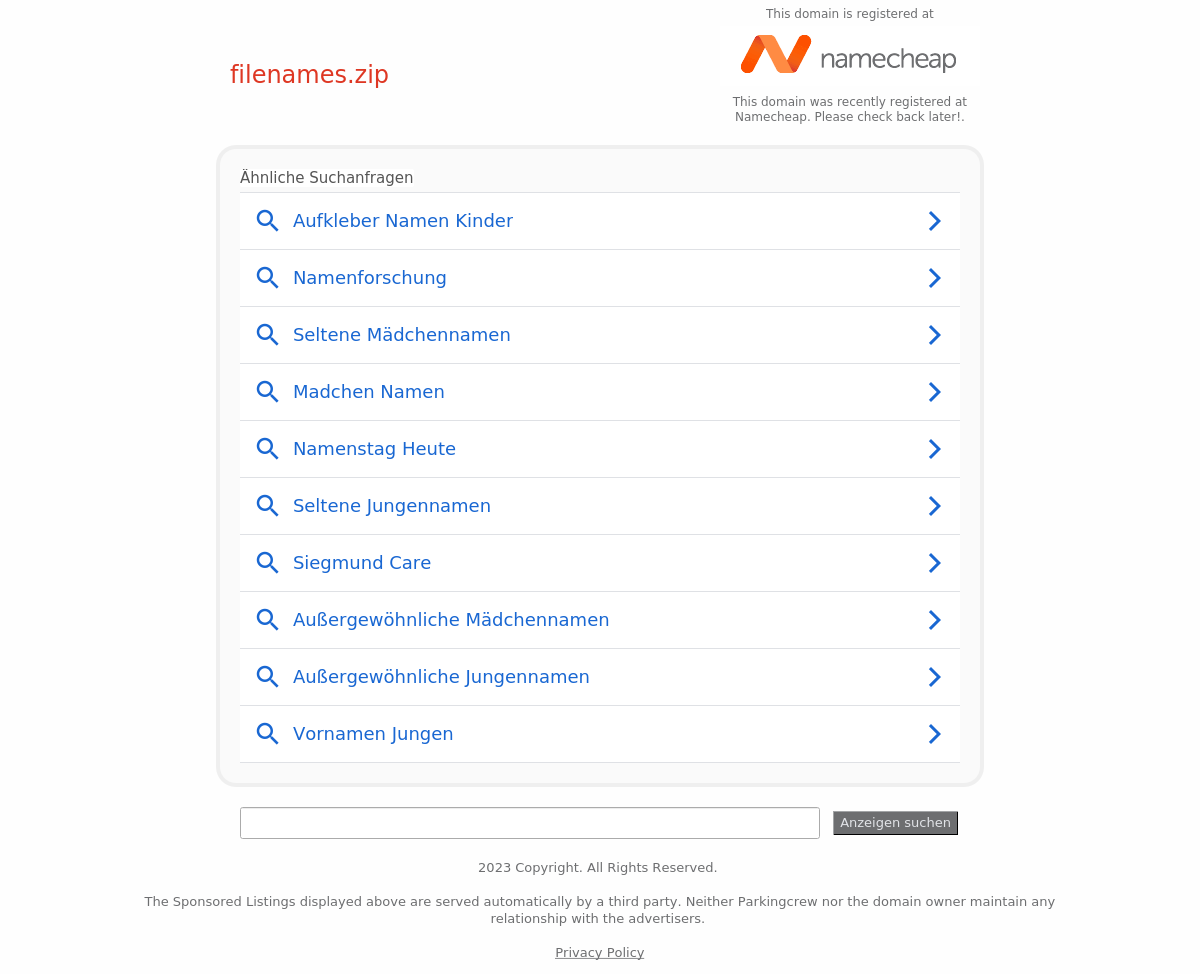 This domain is registered at
namecheap
filenames.zip
This domain was recently registered at
Namecheap. Please check back later!.
Ähnliche Suchanfragen
Aufkleber Namen Kinder
Namenforschung
Seltene Mädchennamen
Madchen Namen
Namenstag Heute
Seltene Jungennamen
Siegmund Care
Außergewöhnliche Mädchennamen
Außergewöhnliche Jungennamen
Vornamen Jungen
Anzeigen suchen
2023 Copyright. All Rights Reserved.
The Sponsored Listings displayed above are served automatically by a third party. Neither Parkingcrew nor the domain owner maintain any
relationship with the advertisers.
Privacy Policy